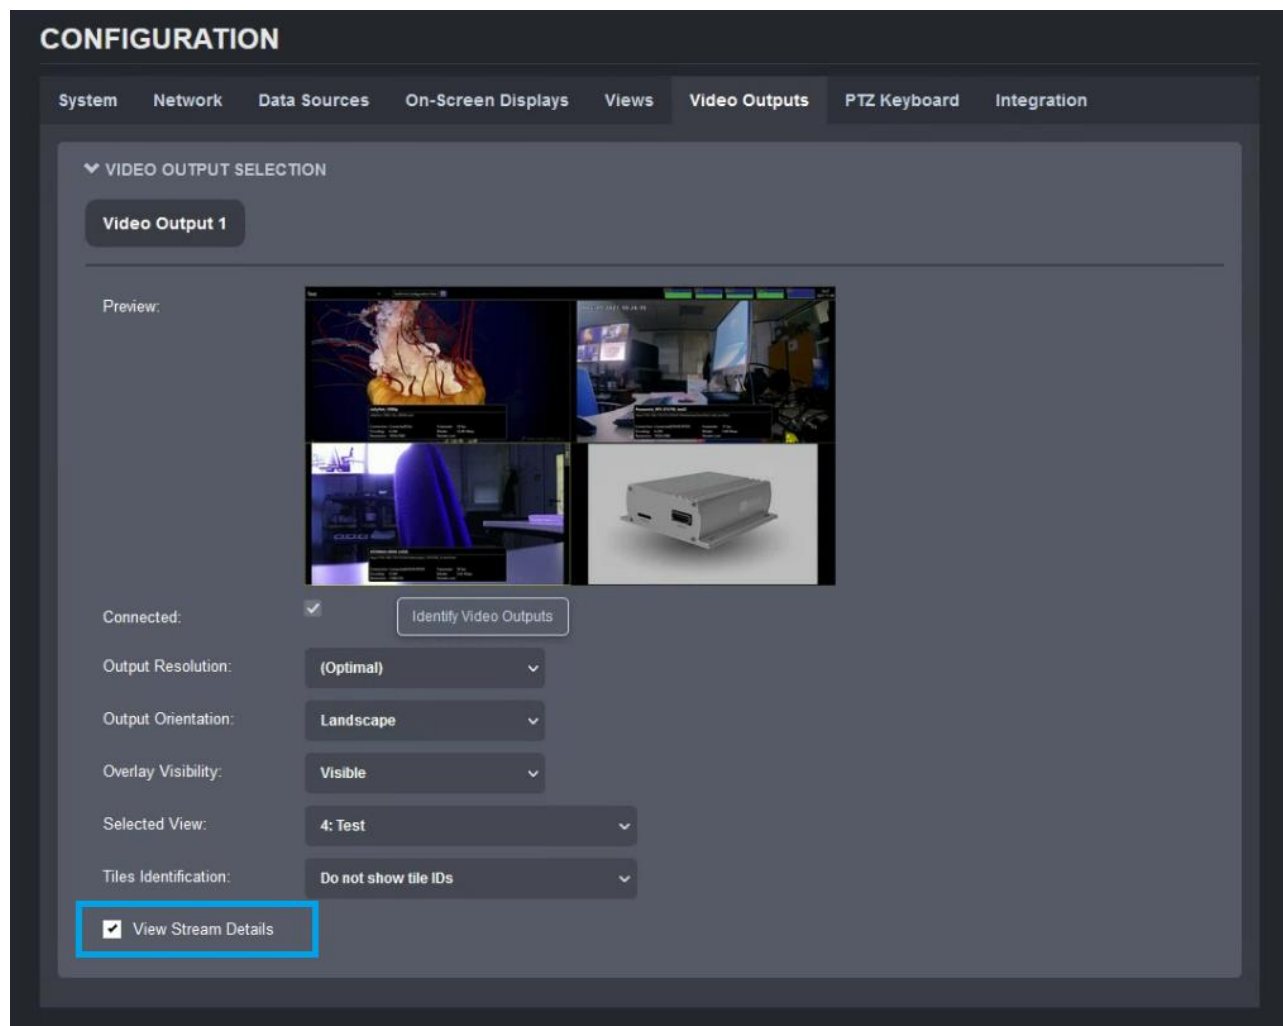 CONFIGURATION
System Network Data Sources On-Screen Displays Views Video Outputs PTZ Keyboard Integration
VIDEO OUTPUT SELECTION
Video Output 1
Preview:
Connected: Identify Video Outputs
Output Resolution: (Optimal)
Output Orientation: Landscape
Overlay Visibility: Visible
Selected View: 4: Test
Tiles Identification: Do not show tile IDs
View Stream Details